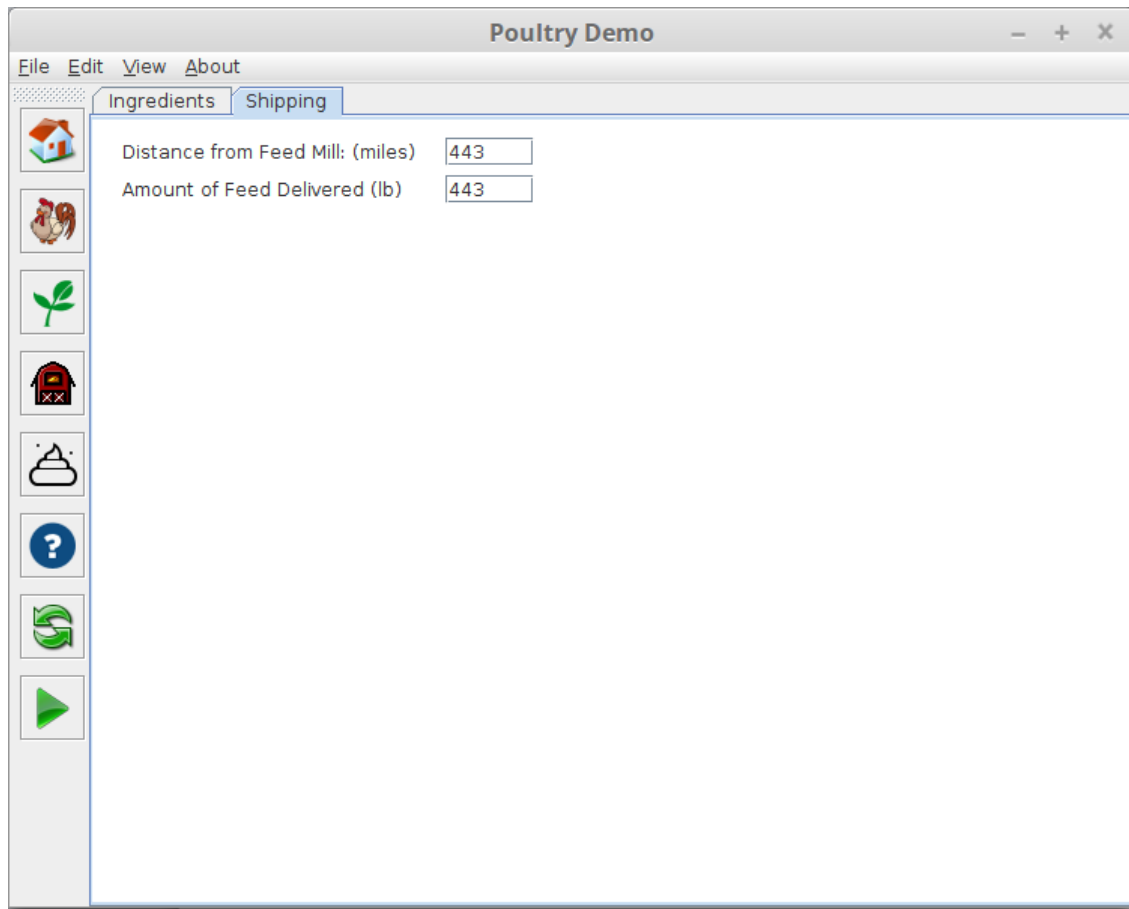 Poultry Demo
File Edit View About
Ingredients Shipping
Distance from Feed Mill: (miles) 443
Amount of Feed Delivered (lb) 443
?